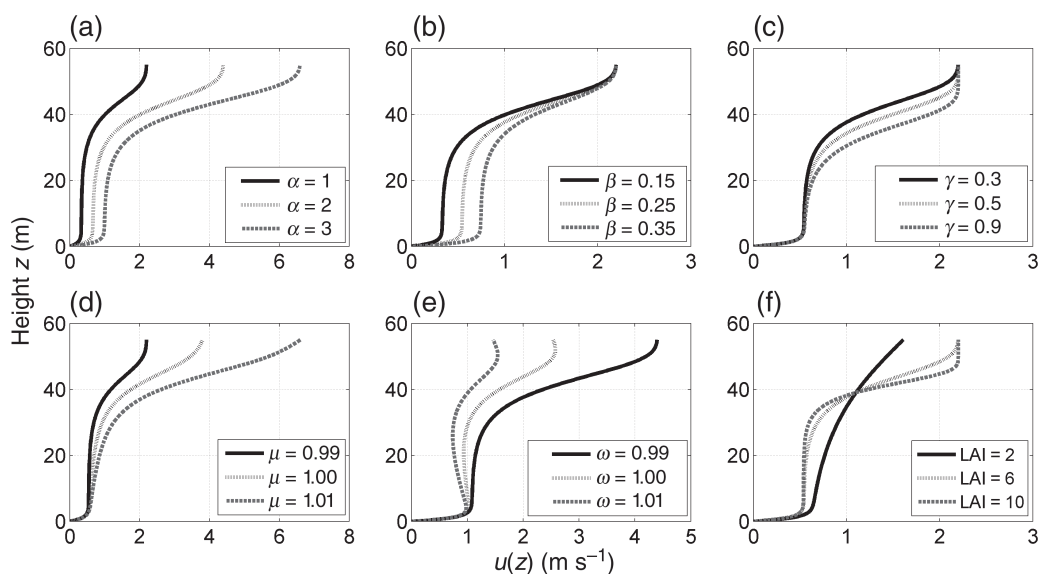 (a)
(b)
(c)
60
40
20
0
0 2 4 6 8
α = 1
α = 2
α = 3
60
40
20
0
0 1 2 3
β = 0.15
β = 0.25
β = 0.35
60
40
20
0
0 1 2 3
γ = 0.3
γ = 0.5
γ = 0.9
Height z (m)
(d)
(e)
(f)
60
40
20
0
0 2 4 6 8
μ = 0.99
μ = 1.00
μ = 1.01
60
40
20
0
0 1 2 3 4 5
ω = 0.99
ω = 1.00
ω = 1.01
60
40
20
0
0 1 2 3
LAI = 2
LAI = 6
LAI = 10
u(z) (m s⁻¹)